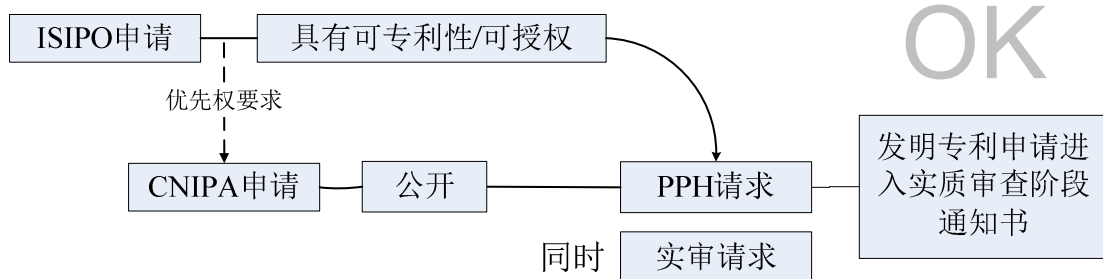 ISIPO申请
具有可专利性/可授权
OK
优先权要求
CNIPA申请
公开
PPH请求
发明专利申请进
入实质审查阶段
通知书
同时
实审请求